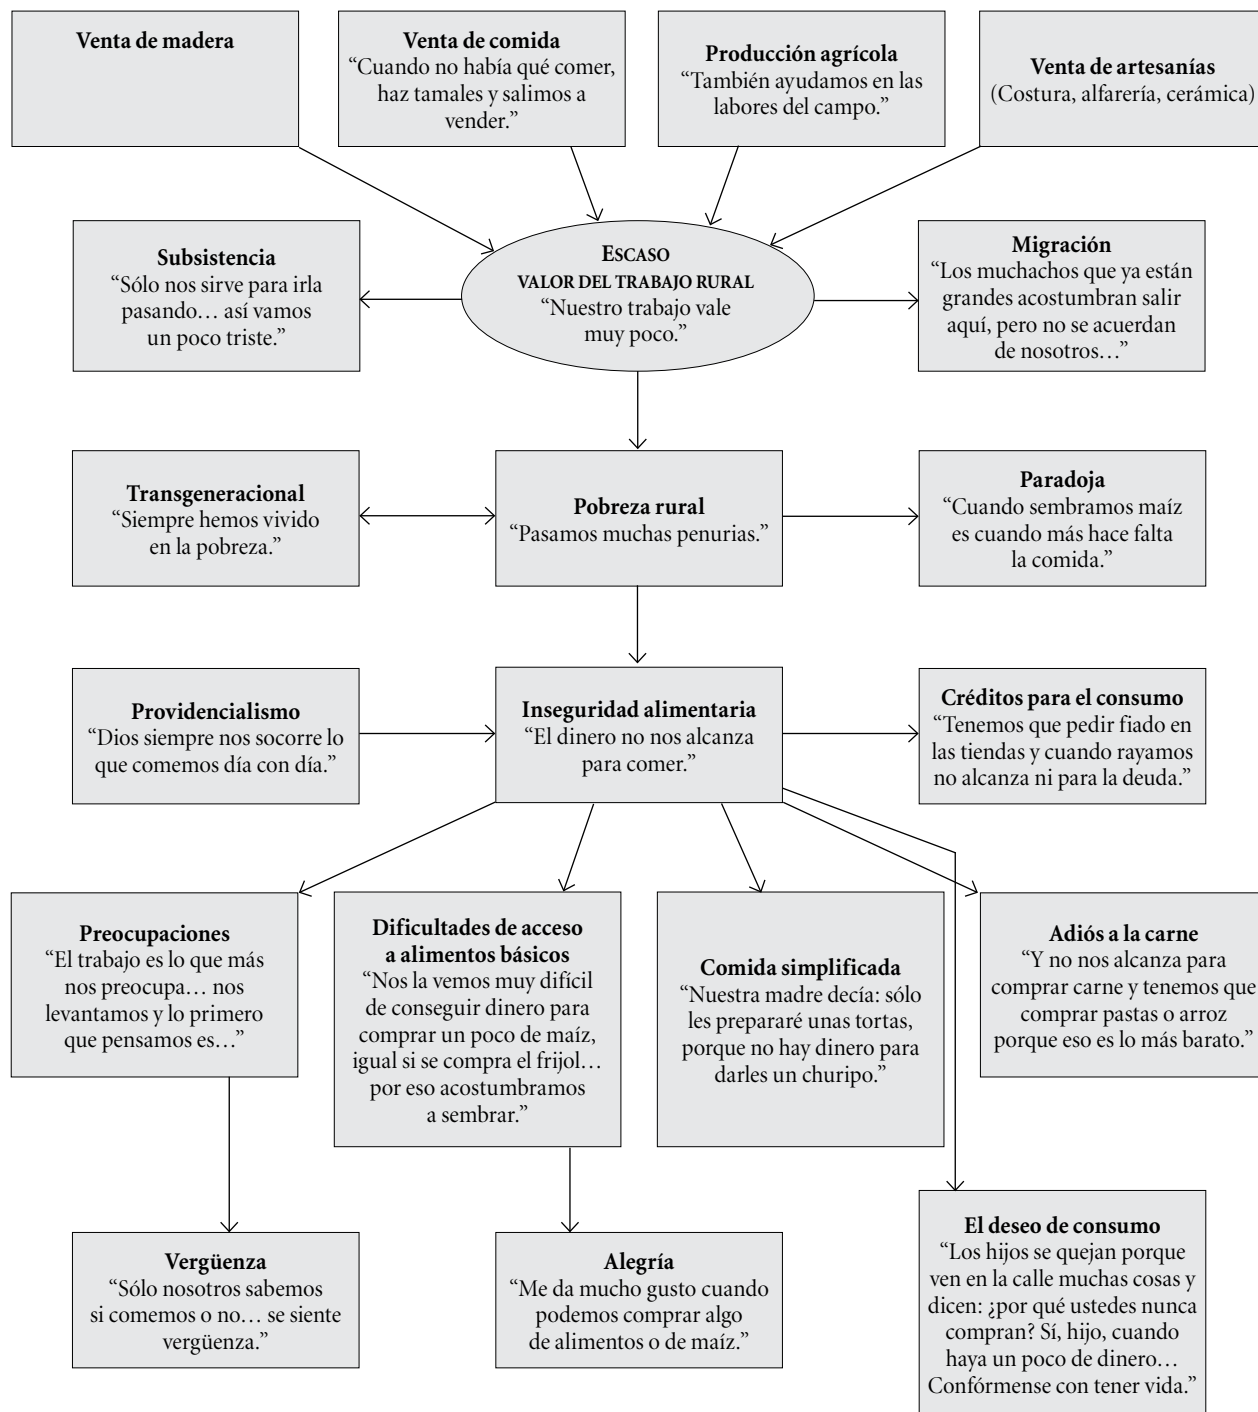 Venta de madera
Venta de comida
“Cuando no había qué comer,
haz tamales y salimos a
vender.”
Producción agrícola
“También ayudamos en las
labores del campo.”
Venta de artesanías
(Costura, alfarería, cerámica)
Subsistencia
“Sólo nos sirve para irla
pasando… así vamos
un poco triste.”
ESCASO
VALOR DEL TRABAJO RURAL
“Nuestro trabajo vale
muy poco.”
Migración
“Los muchachos que ya están
grandes acostumbran salir
aquí, pero no se acuerdan
de nosotros…”
Transgeneracional
“Siempre hemos vivido
en la pobreza.”
Pobreza rural
“Pasamos muchas penurias.”
Paradoja
“Cuando sembramos maíz
es cuando más hace falta
la comida.”
Providencialismo
“Dios siempre nos socorre lo
que comemos día con día.”
Inseguridad alimentaria
“El dinero no nos alcanza
para comer.”
Créditos para el consumo
“Tenemos que pedir fiado en
las tiendas y cuando rayamos
no alcanza ni para la deuda.”
Preocupaciones
“El trabajo es lo que más
nos preocupa… nos
levantamos y lo primero
que pensamos es…”
Dificultades de acceso
a alimentos básicos
“Nos la vemos muy difícil
de conseguir dinero para
comprar un poco de maíz,
igual si se compra el frijol…
por eso acostumbramos
a sembrar.”
Comida simplificada
“Nuestra madre decía: sólo
les prepararé unas tortas,
porque no hay dinero para
darles un churipo.”
Adiós a la carne
“Y no nos alcanza para
comprar carne y tenemos que
comprar pastas o arroz
porque eso es lo más barato.”
Vergüenza
“Sólo nosotros sabemos
si comemos o no… se siente
vergüenza.”
Alegría
“Me da mucho gusto cuando
podemos comprar algo
de alimentos o de maíz.”
El deseo de consumo
“Los hijos se quejan porque
ven en la calle muchas cosas y
dicen: ¿por qué ustedes nunca
compran? Sí, hijo, cuando
haya un poco de dinero…
Confórmense con tener vida.”